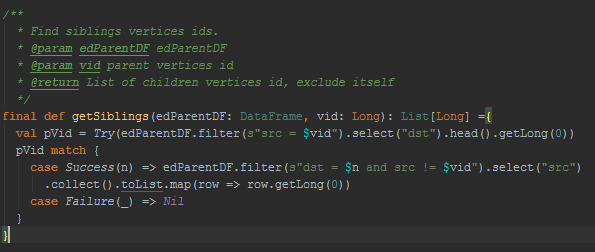 /**
 * Find siblings vertices ids.
 * @param edParentDF edParentDF
 * @param vid parent vertices id
 * @return List of children vertices id, exclude itself
 */
final def getSiblings(edParentDF: DataFrame, vid: Long): List[Long] ={
  val pVid = Try(edParentDF.filter(s"src = $vid").select("dst").head().getLong(0))
  pVid match {
    case Success(n) => edParentDF.filter(s"dst = $n and src != $vid").select("src")
      .collect().toList.map(row => row.getLong(0))
    case Failure(_) => Nil
  }
}